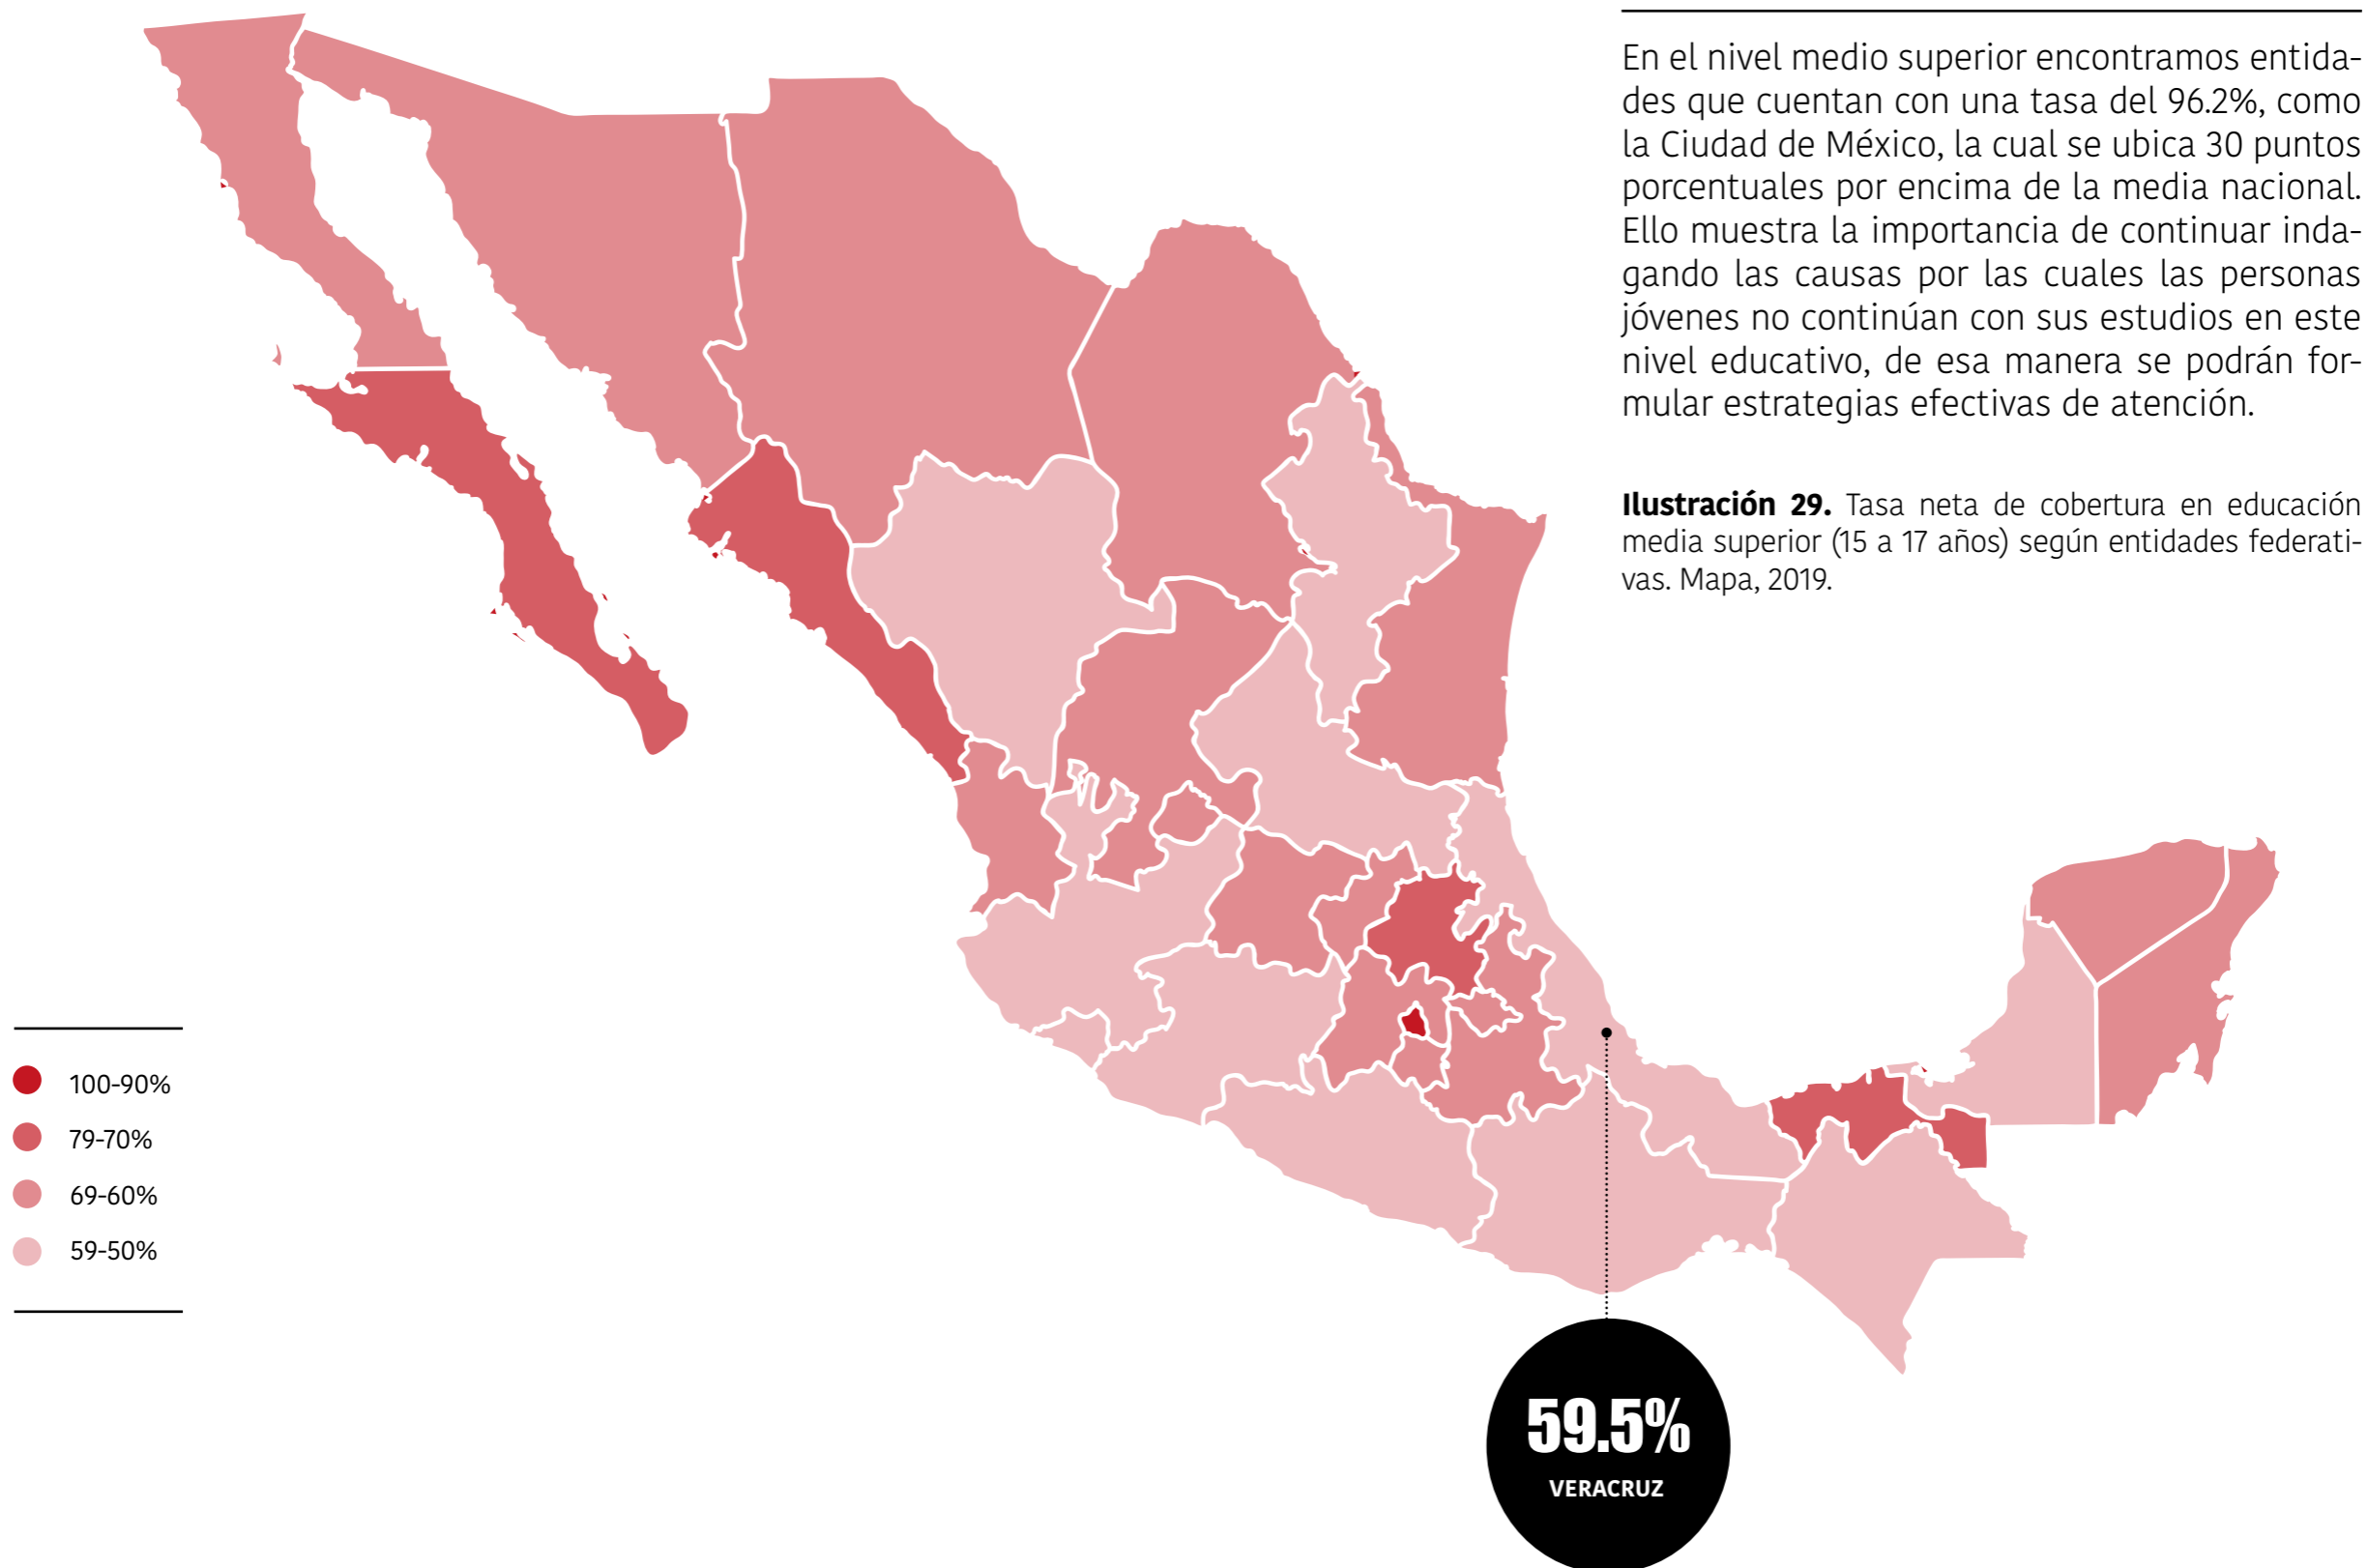 En el nivel medio superior encontramos entida-
des que cuentan con una tasa del 96.2%, como
la Ciudad de México, la cual se ubica 30 puntos
porcentuales por encima de la media nacional.
Ello muestra la importancia de continuar inda-
gando las causas por las cuales las personas
jóvenes no continúan con sus estudios en este
nivel educativo, de esa manera se podrán for-
mular estrategias efectivas de atención.
Ilustración 29. Tasa neta de cobertura en educación
media superior (15 a 17 años) según entidades federati-
vas. Mapa, 2019.
100-90%
79-70%
69-60%
59-50%
59.5%
VERACRUZ